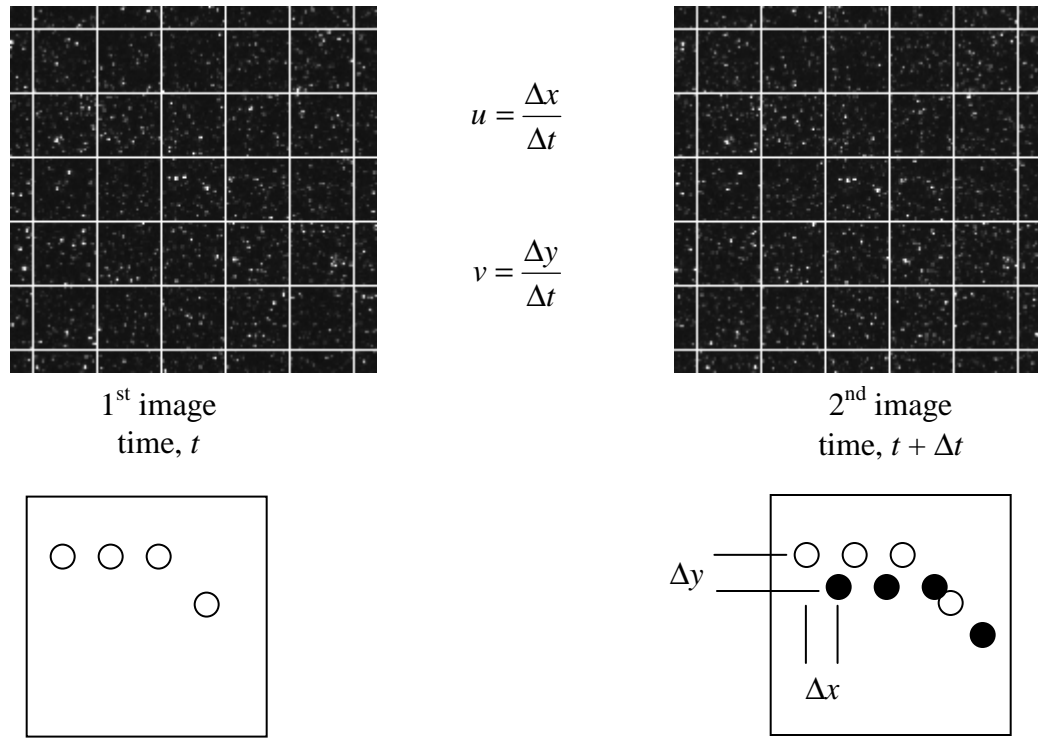 u = Δx/Δt
v = Δy/Δt
1st image
time, t
2nd image
time, t + Δt
Δy
Δx